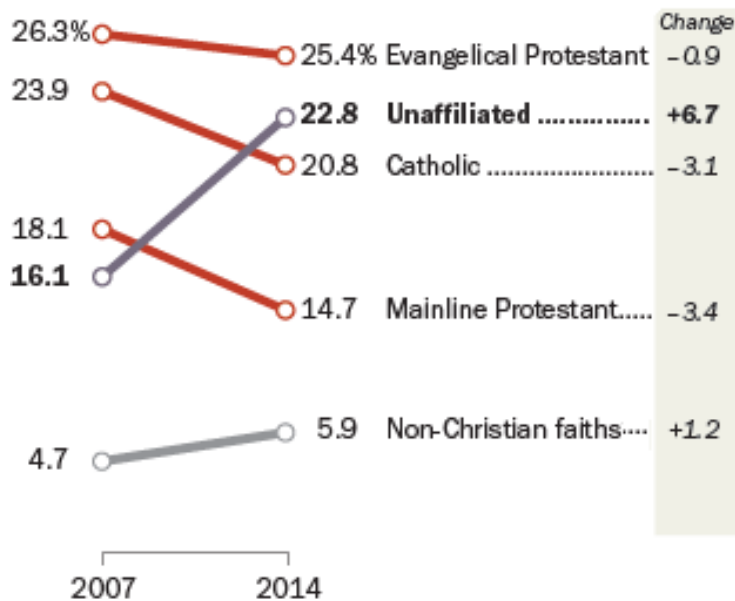 Change
26.3% 25.4% Evangelical Protestant –0.9
23.9 22.8 Unaffiliated ............... +6.7
20.8 Catholic ........................ –3.1
18.1
16.1 14.7 Mainline Protestant..... –3.4
4.7 5.9 Non-Christian faiths.... +1.2
2007 2014